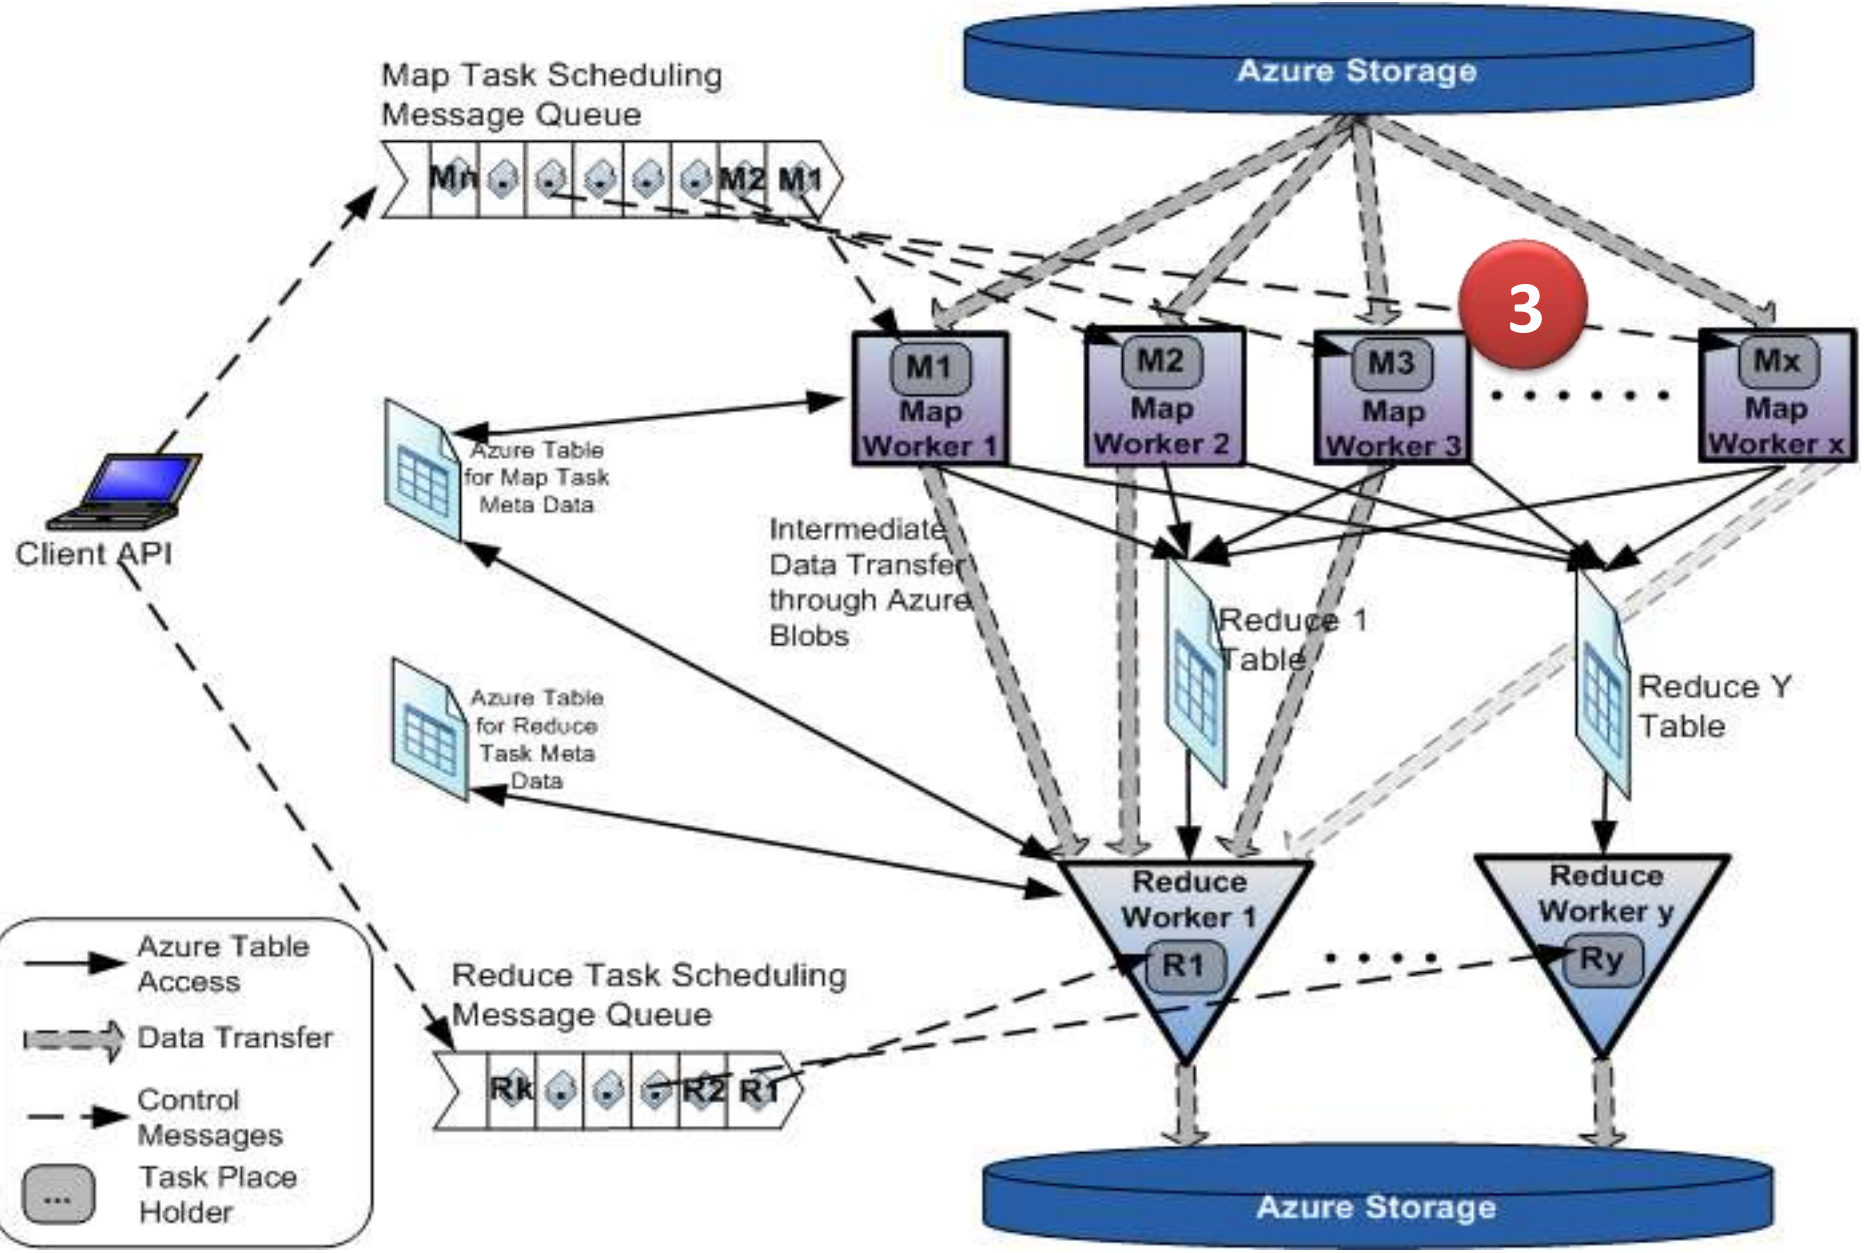 Azure Storage
Map Task Scheduling
Message Queue
Mn
M2
M1
3
M1
Map
Worker 1
M2
Map
Worker 2
M3
Map
Worker 3
......
Mx
Map
Worker x
Azure Table
for Map Task
Meta Data
Client API
Intermediate
Data Transfer
through Azure
Blobs
Reduce 1
Table
Reduce Y
Table
Azure Table
for Reduce
Task Meta
Data
Reduce
Worker 1
R1
....
Reduce
Worker y
Ry
Reduce Task Scheduling
Message Queue
Rk
R2
R1
Azure Table
Access
Data Transfer
Control
Messages
...
Task Place
Holder
Azure Storage